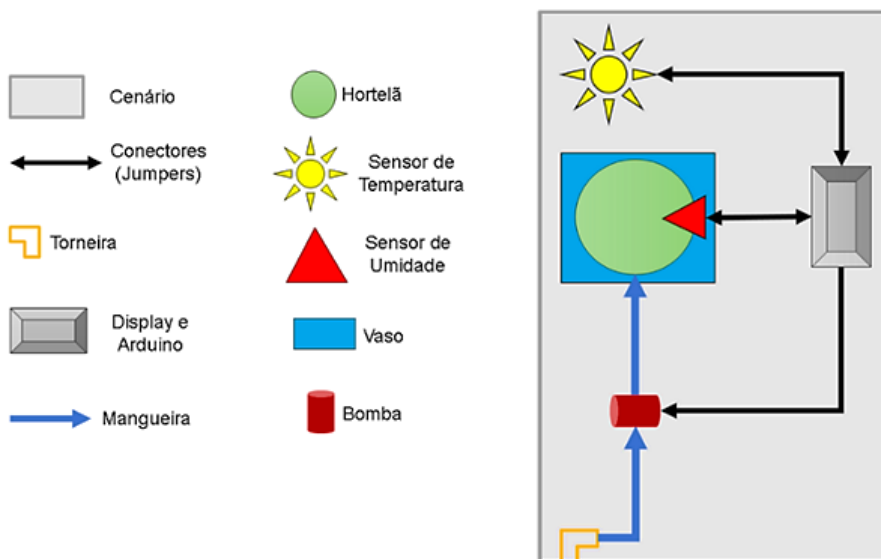 Cenário
Hortelã
Conectores
(Jumpers)
Sensor de
Temperatura
Torneira
Sensor de
Umidade
Display e
Arduino
Vaso
Mangueira
Bomba